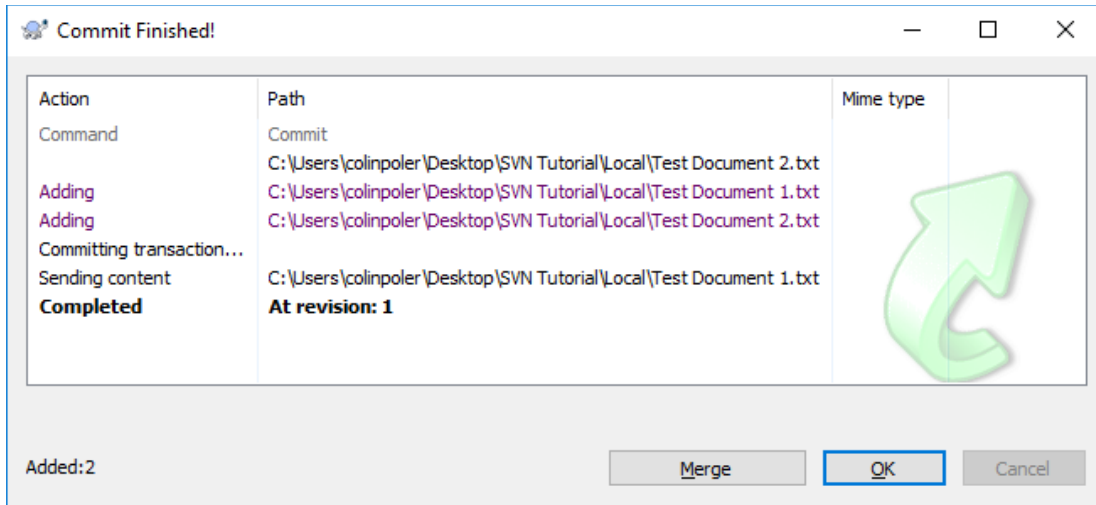 Commit Finished!
Action Path Mime type
Command Commit
C:\Users\colinpoler\Desktop\SVN Tutorial\Local\Test Document 2.txt
Adding C:\Users\colinpoler\Desktop\SVN Tutorial\Local\Test Document 1.txt
Adding C:\Users\colinpoler\Desktop\SVN Tutorial\Local\Test Document 2.txt
Committing transaction...
Sending content C:\Users\colinpoler\Desktop\SVN Tutorial\Local\Test Document 1.txt
Completed At revision: 1
Added:2 Merge OK Cancel